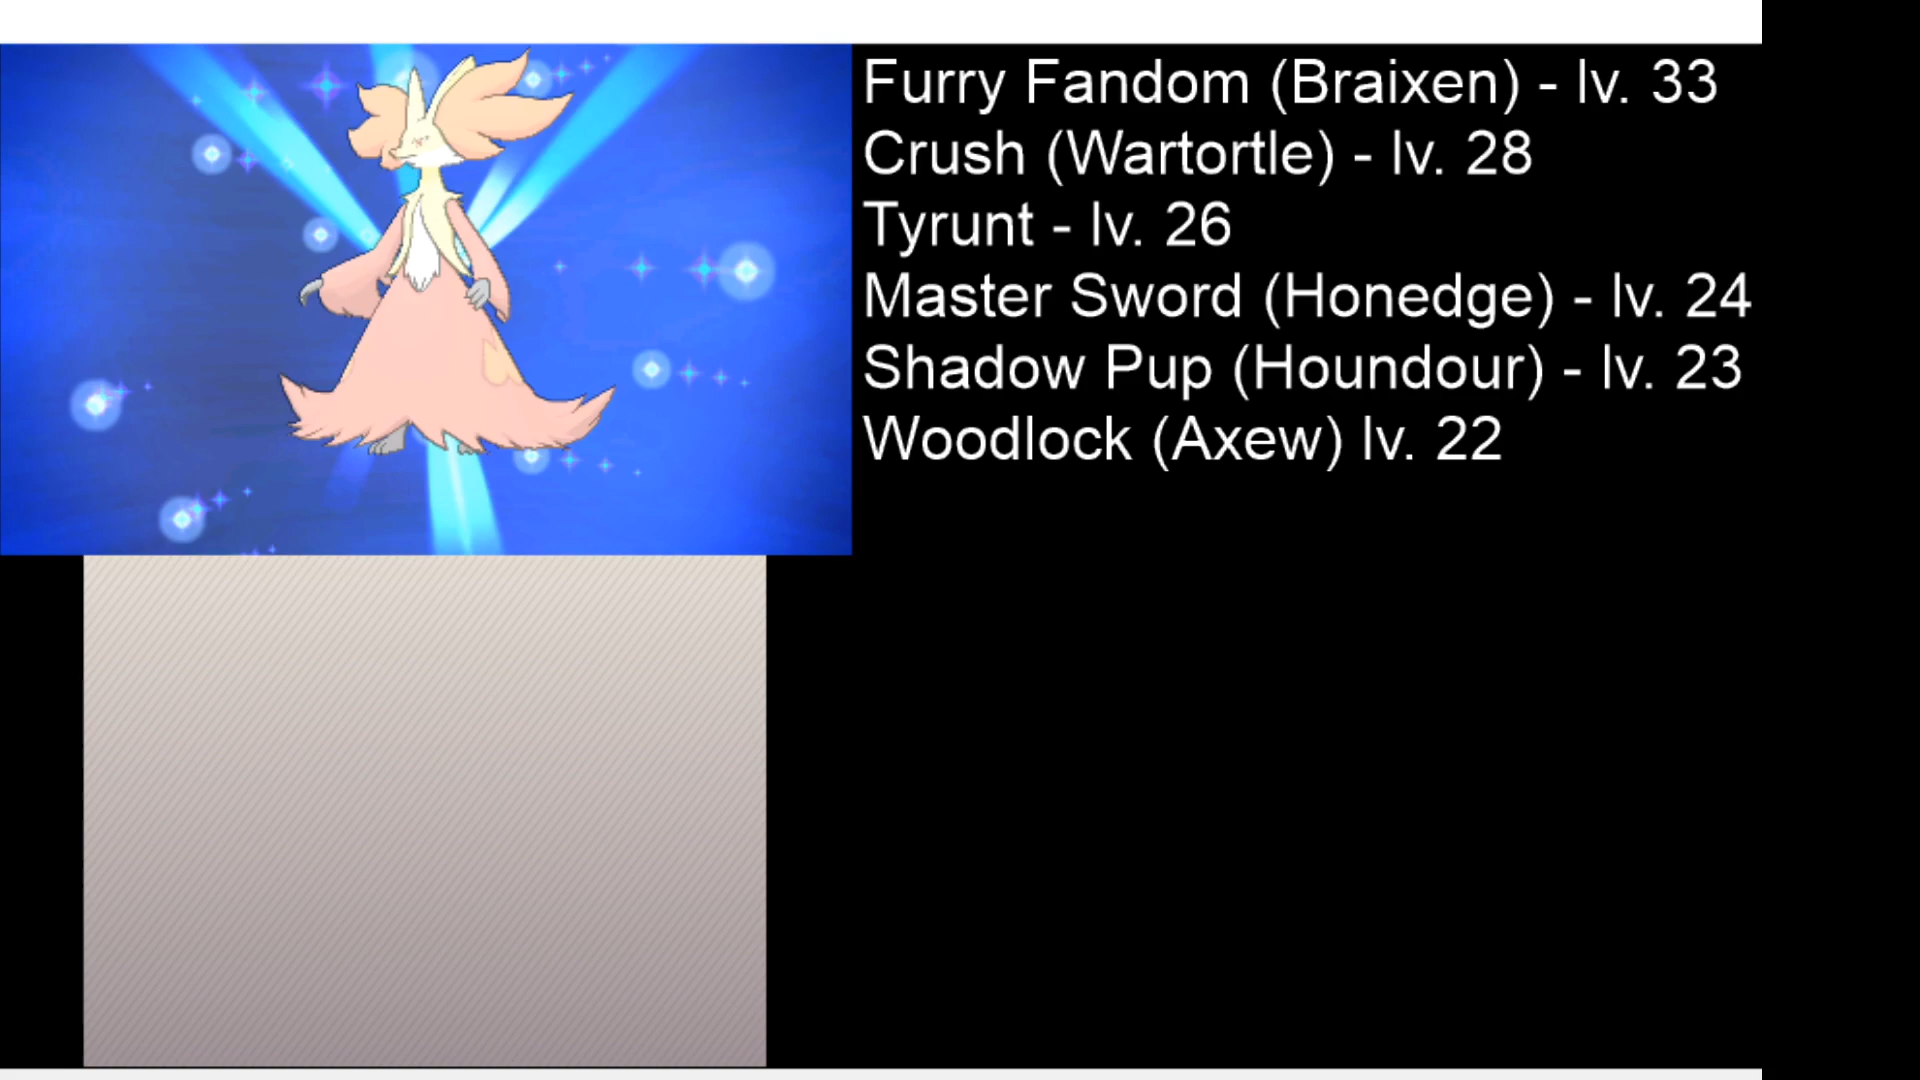 Furry Fandom (Braixen) - lv. 33
Crush (Wartortle) - lv. 28
Tyrunt - lv. 26
Master Sword (Honedge) - lv. 24
Shadow Pup (Houndour) - lv. 23
Woodlock (Axew) lv. 22